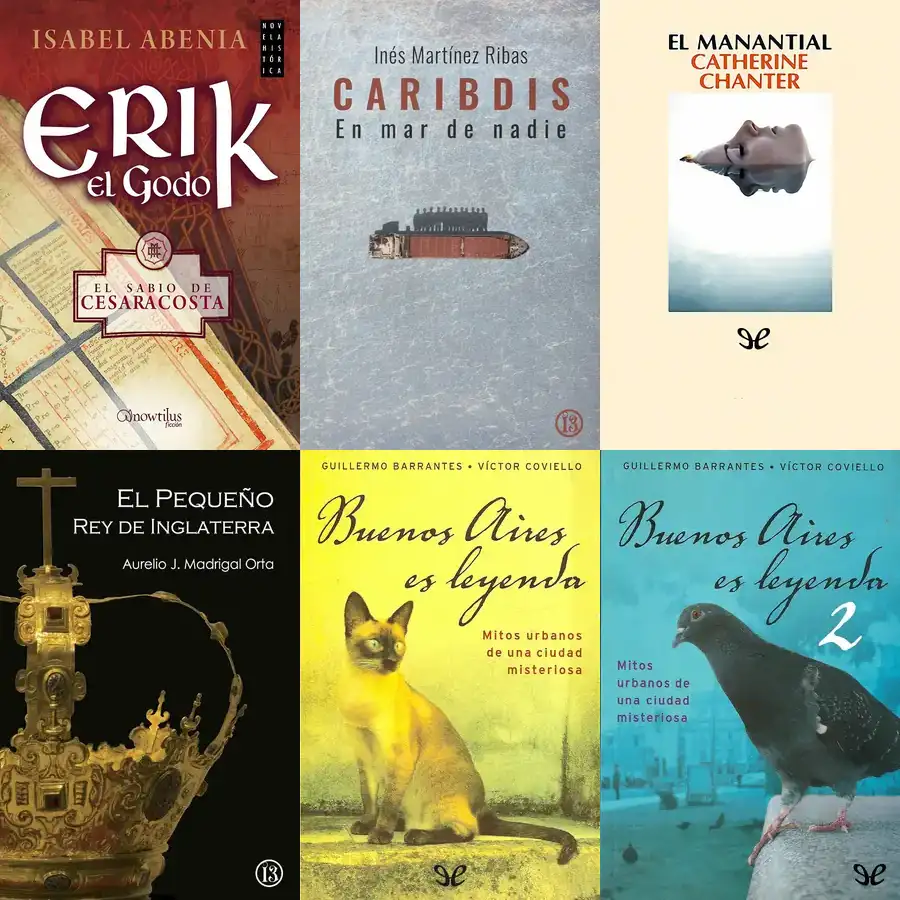 ISABEL ABENIA
NOVELA HISTÓRICA
ERIK
EL GODO
EL SABIO DE
CESARACOSTA
nowtilus
ficción
Inés Martínez Ribas
CARIBDIS
En mar de nadie
13
EL MANANTIAL
CATHERINE
CHANTER
EL PEQUEÑO
REY DE INGLATERRA
Aurelio J. Madrigal Orta
13
GUILLERMO BARRANTES • VÍCTOR COVIELLO
Buenos Aires
es leyenda
Mitos urbanos
de una ciudad
misteriosa
GUILLERMO BARRANTES • VÍCTOR COVIELLO
Buenos Aires
es leyenda
2
Mitos
urbanos de
una ciudad
misteriosa